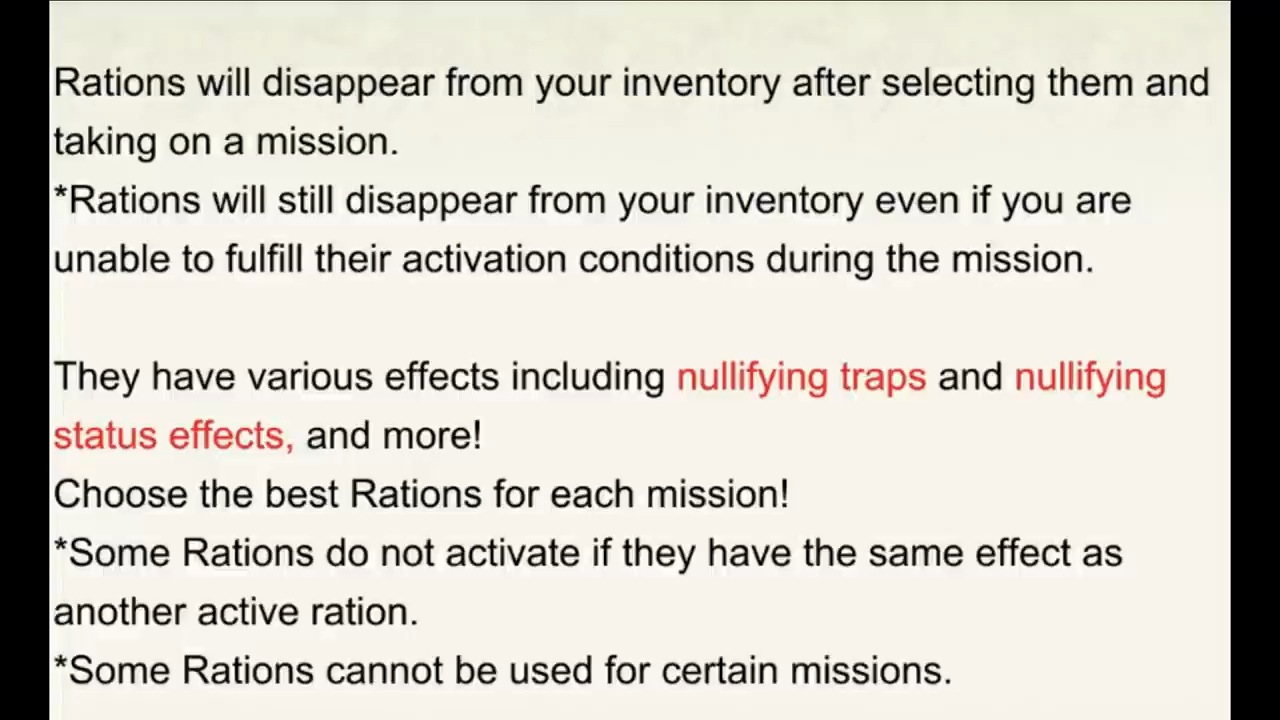 Rations will disappear from your inventory after selecting them and
taking on a mission.
*Rations will still disappear from your inventory even if you are
unable to fulfill their activation conditions during the mission.
They have various effects including nullifying traps and nullifying
status effects, and more!
Choose the best Rations for each mission!
*Some Rations do not activate if they have the same effect as
another active ration.
*Some Rations cannot be used for certain missions.